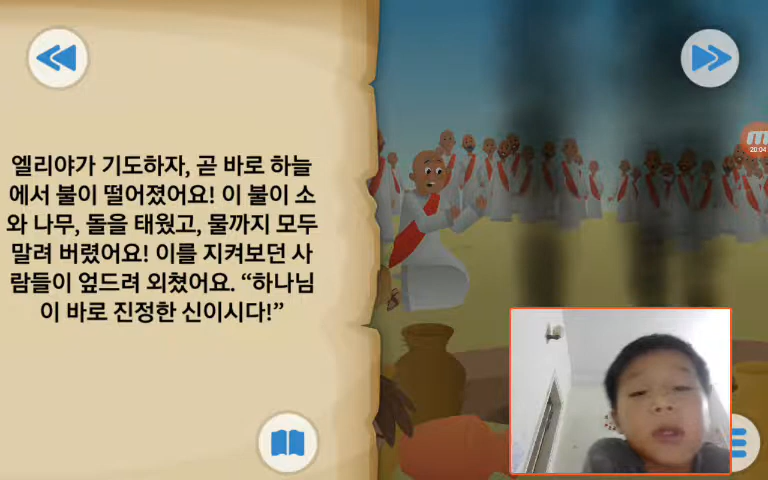 엘리야가 기도하자, 곧 바로 하늘
에서 불이 떨어졌어요! 이 불이 소
와 나무, 돌을 태웠고, 물까지 모두
말려 버렸어요! 이를 지켜보던 사
람들이 엎드려 외쳤어요. “하나님
이 바로 진정한 신이시다!”
20:04